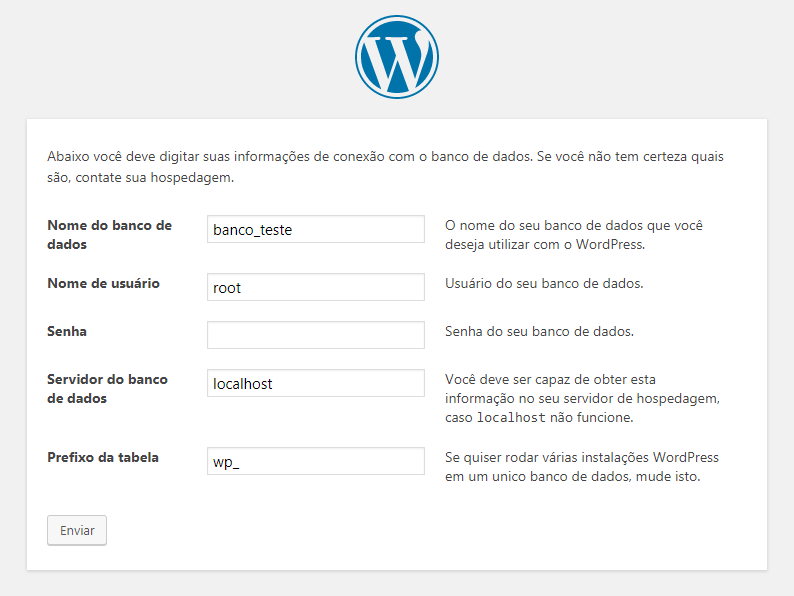 Abaixo você deve digitar suas informações de conexão com o banco de dados. Se você não tem certeza quais
são, contate sua hospedagem.
Nome do banco de
dados
banco_teste
O nome do seu banco de dados que você
deseja utilizar com o WordPress.
Nome de usuário
root
Usuário do seu banco de dados.
Senha
Senha do seu banco de dados.
Servidor do banco
de dados
localhost
Você deve ser capaz de obter esta
informação no seu servidor de hospedagem,
caso localhost não funcione.
Prefixo da tabela
wp_
Se quiser rodar várias instalações WordPress
em um unico banco de dados, mude isto.
Enviar